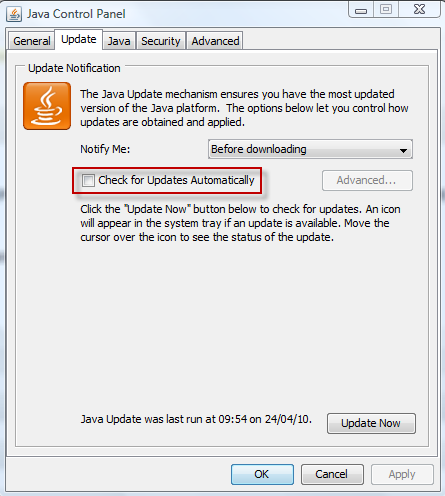 Java Control Panel
General Update Java Security Advanced
Update Notification
The Java Update mechanism ensures you have the most updated
version of the Java platform. The options below let you control how
updates are obtained and applied.
Notify Me: Before downloading
Check for Updates Automatically Advanced...
Click the "Update Now" button below to check for updates. An icon
will appear in the system tray if an update is available. Move the
cursor over the icon to see the status of the update.
Java Update was last run at 09:54 on 24/04/10. Update Now
OK Cancel Apply